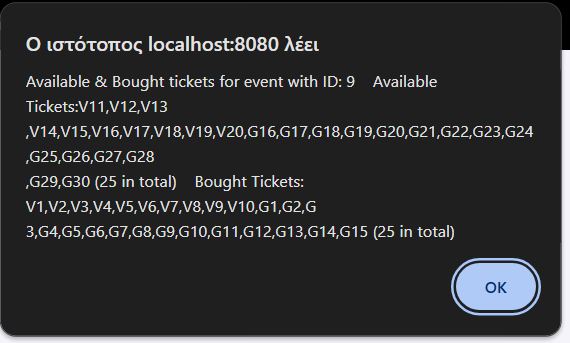 Ο ιστότοπος localhost:8080 λέει
Available & Bought tickets for event with ID: 9    Available
Tickets:V11,V12,V13
,V14,V15,V16,V17,V18,V19,V20,G16,G17,G18,G19,G20,G21,G22,G23,G24
,G25,G26,G27,G28
,G29,G30 (25 in total)    Bought Tickets:
V1,V2,V3,V4,V5,V6,V7,V8,V9,V10,G1,G2,G
3,G4,G5,G6,G7,G8,G9,G10,G11,G12,G13,G14,G15 (25 in total)
OK